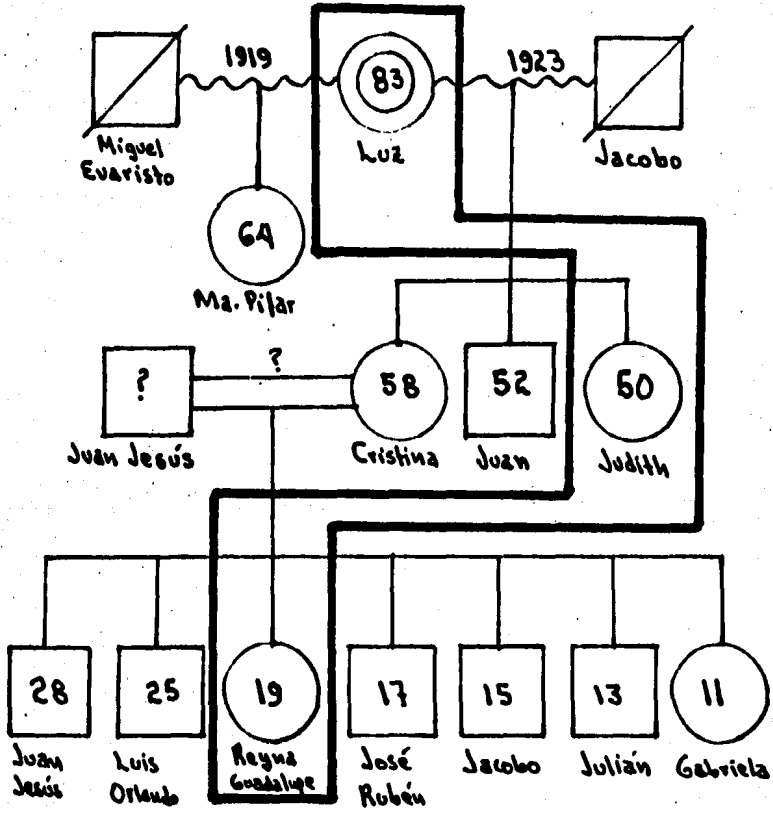 1919
83
1923
Miguel
Evaristo
Luz
Jacobo
64
Ma. Pilar
?
?
58
52
50
Juan Jesús
Cristina
Juan
Judith
28
25
19
17
15
13
11
Juan
Jesús
Luis
Orlando
Reyna
Guadalupe
José
Rubén
Jacobo
Julián
Gabriela